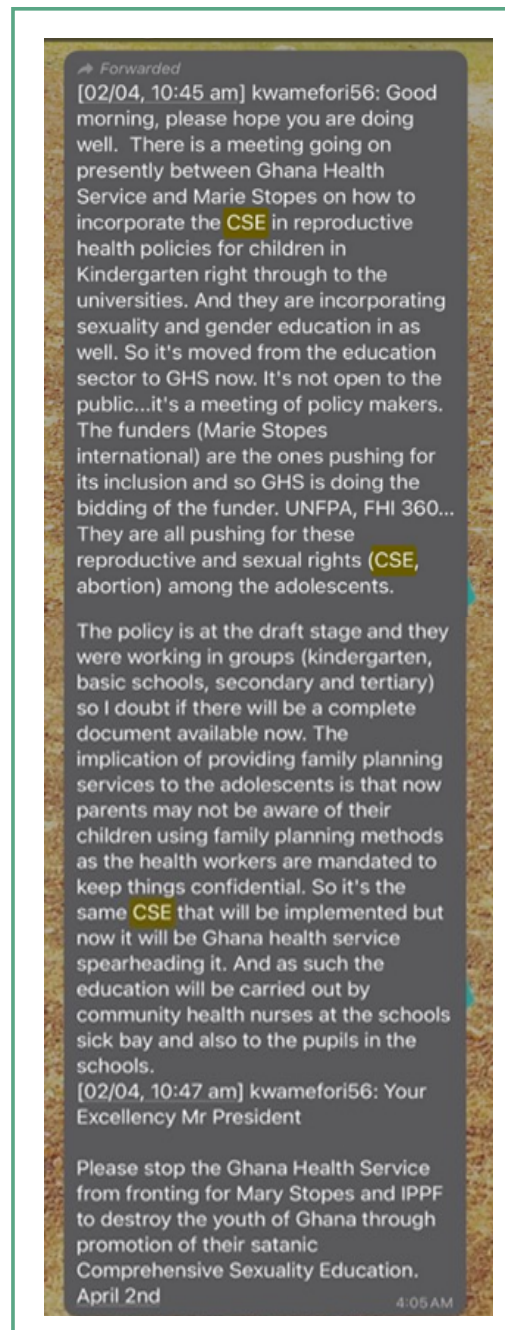 Forwarded
[02/04, 10:45 am] kwamefori56: Good
morning, please hope you are doing
well.  There is a meeting going on
presently between Ghana Health
Service and Marie Stopes on how to
incorporate the CSE in reproductive
health policies for children in
Kindergarten right through to the
universities. And they are incorporating
sexuality and gender education in as
well. So it's moved from the education
sector to GHS now. It's not open to the
public...it's a meeting of policy makers.
The funders (Marie Stopes
international) are the ones pushing for
its inclusion and so GHS is doing the
bidding of the funder. UNFPA, FHI 360...
They are all pushing for these
reproductive and sexual rights (CSE,
abortion) among the adolescents.

The policy is at the draft stage and they
were working in groups (kindergarten,
basic schools, secondary and tertiary)
so I doubt if there will be a complete
document available now. The
implication of providing family planning
services to the adolescents is that now
parents may not be aware of their
children using family planning methods
as the health workers are mandated to
keep things confidential. So it's the
same CSE that will be implemented but
now it will be Ghana health service
spearheading it. And as such the
education will be carried out by
community health nurses at the schools
sick bay and also to the pupils in the
schools.
[02/04, 10:47 am] kwamefori56: Your
Excellency Mr President

Please stop the Ghana Health Service
from fronting for Mary Stopes and IPPF
to destroy the youth of Ghana through
promotion of their satanic
Comprehensive Sexuality Education.
April 2nd
4:05 AM